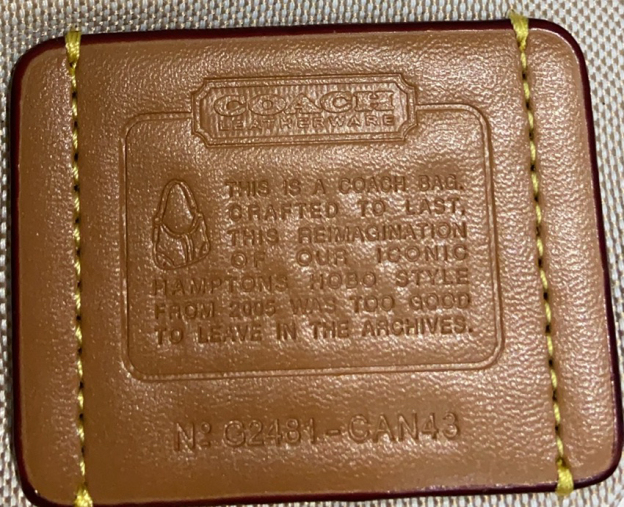 COACH
LEATHERWARE
THIS IS A COACH BAG.
CRAFTED TO LAST,
THIS REIMAGINATION
OF OUR ICONIC
HAMPTONS HOBO STYLE
FROM 2005 WAS TOO GOOD
TO LEAVE IN THE ARCHIVES.
Nº C2481-CAN43